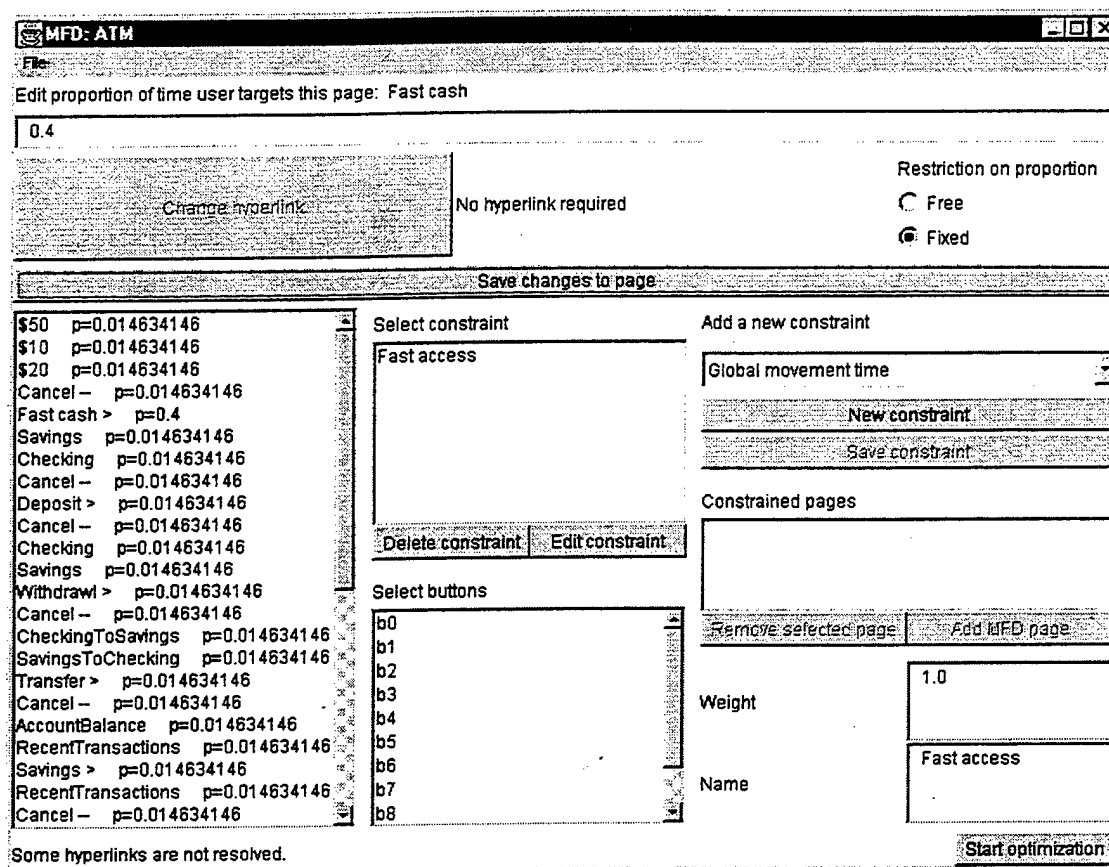 MFD: ATM
File
Edit proportion of time user targets this page: Fast cash
0.4
Change hyperlink
No hyperlink required
Restriction on proportion
Free
Fixed
Save changes to page
$50 p=0.014634146
$10 p=0.014634146
$20 p=0.014634146
Cancel -- p=0.014634146
Fast cash > p=0.4
Savings p=0.014634146
Checking p=0.014634146
Cancel -- p=0.014634146
Deposit > p=0.014634146
Cancel -- p=0.014634146
Checking p=0.014634146
Savings p=0.014634146
Withdrawl > p=0.014634146
Cancel -- p=0.014634146
CheckingToSavings p=0.014634146
SavingsToChecking p=0.014634146
Transfer > p=0.014634146
Cancel -- p=0.014634146
AccountBalance p=0.014634146
RecentTransactions p=0.014634146
Savings > p=0.014634146
RecentTransactions p=0.014634146
Cancel -- p=0.014634146
Select constraint
Fast access
Delete constraint
Edit constraint
Select buttons
b0
b1
b2
b3
b4
b5
b6
b7
b8
Add a new constraint
Global movement time
New constraint
Save constraint
Constrained pages
Remove selected page
Add MFD page
Weight
1.0
Name
Fast access
Some hyperlinks are not resolved.
Start optimization